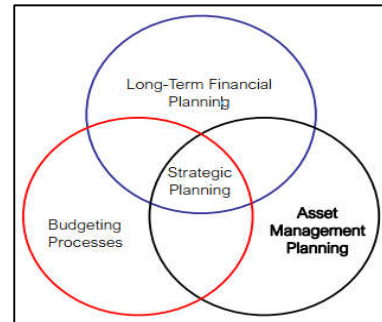 Long-Term Financial
Planning
Strategic
Planning
Budgeting
Processes
Asset
Management
Planning